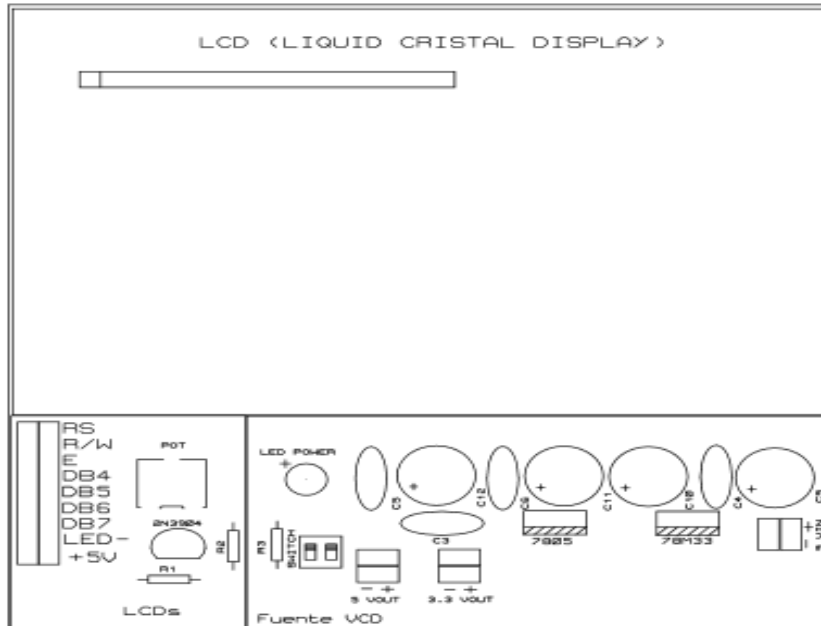 LCD (LIQUID CRISTAL DISPLAY)
RS
R/W
E
DB4
DB5
DB6
DB7
LED-
+5V
POT
2N3904
R2
R1
LCDs
LED POWER
+
R3
SWITCH
C5
C12
C6
C11
C10
C4
C3
7805
78M33
- +
5 VOUT
- +
3.3 VOUT
+
-
VIN
Fuente VCD